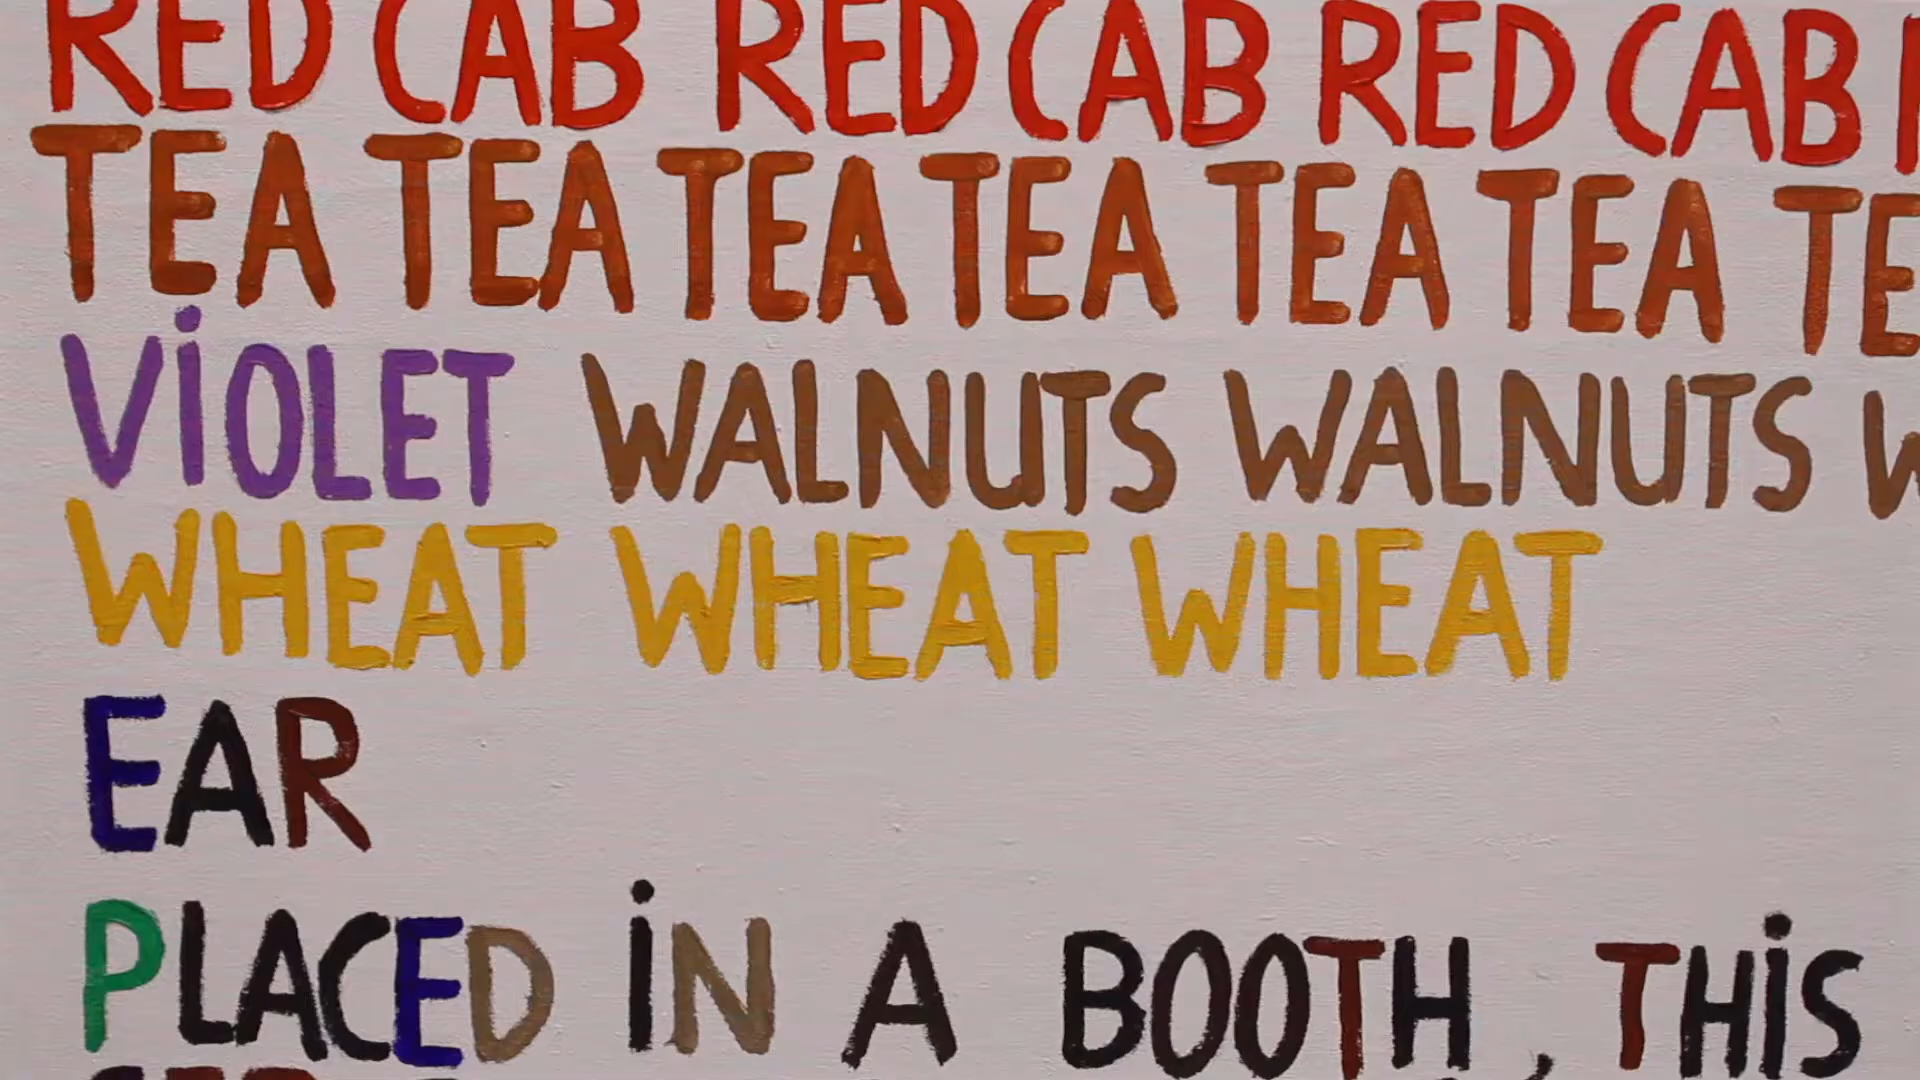 RED CAB RED CAB RED CAB
TEA TEA TEA TEA TEA TEA TE
ViOLET WALNUTS WALNUTS W
WHEAT WHEAT WHEAT
EAR
PLACED iN A BOOTH, THiS